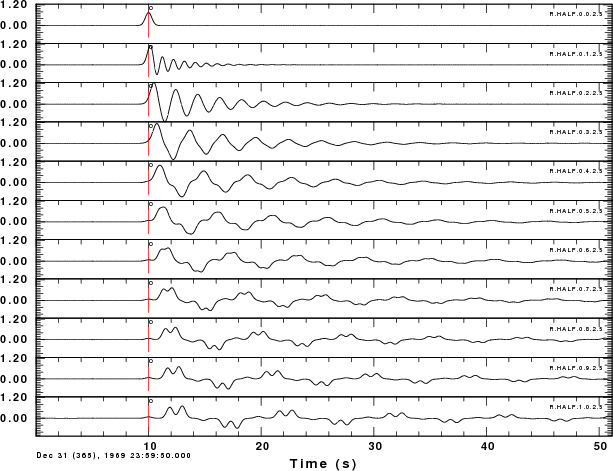 1.20
R.HALF.0.0.2.5
0.00
1.20
R.HALF.0.1.2.5
0.00
1.20
R.HALF.0.2.2.5
0.00
1.20
R.HALF.0.3.2.5
0.00
1.20
R.HALF.0.4.2.5
0.00
1.20
R.HALF.0.5.2.5
0.00
1.20
R.HALF.0.6.2.5
0.00
1.20
R.HALF.0.7.2.5
0.00
1.20
R.HALF.0.8.2.5
0.00
1.20
R.HALF.0.9.2.5
0.00
1.20
R.HALF.1.0.2.5
0.00
10 20 30 40 50
Dec 31 (365), 1969 23:59:50.000
Time (s)